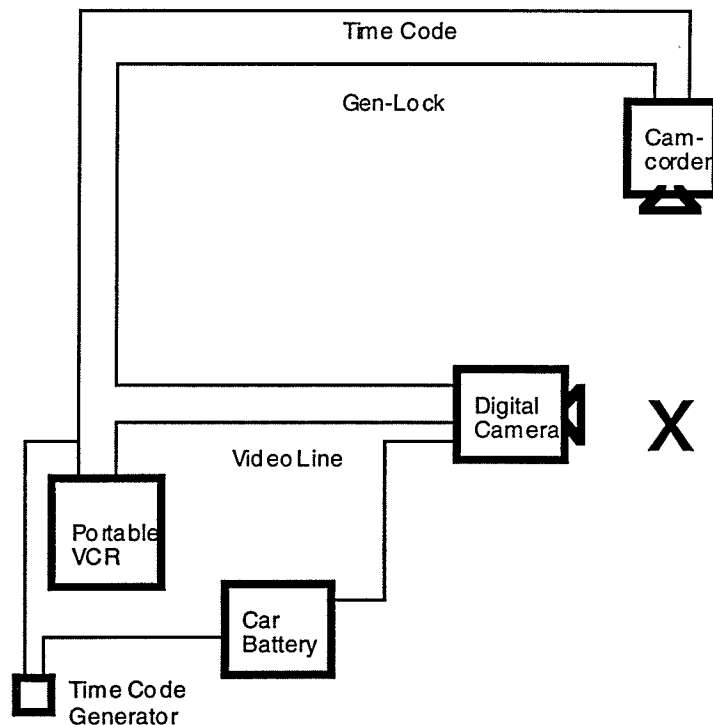 Time Code
Gen-Lock
Cam-
corder
Digital
Camera
X
Video Line
Portable
VCR
Car
Battery
Time Code
Generator